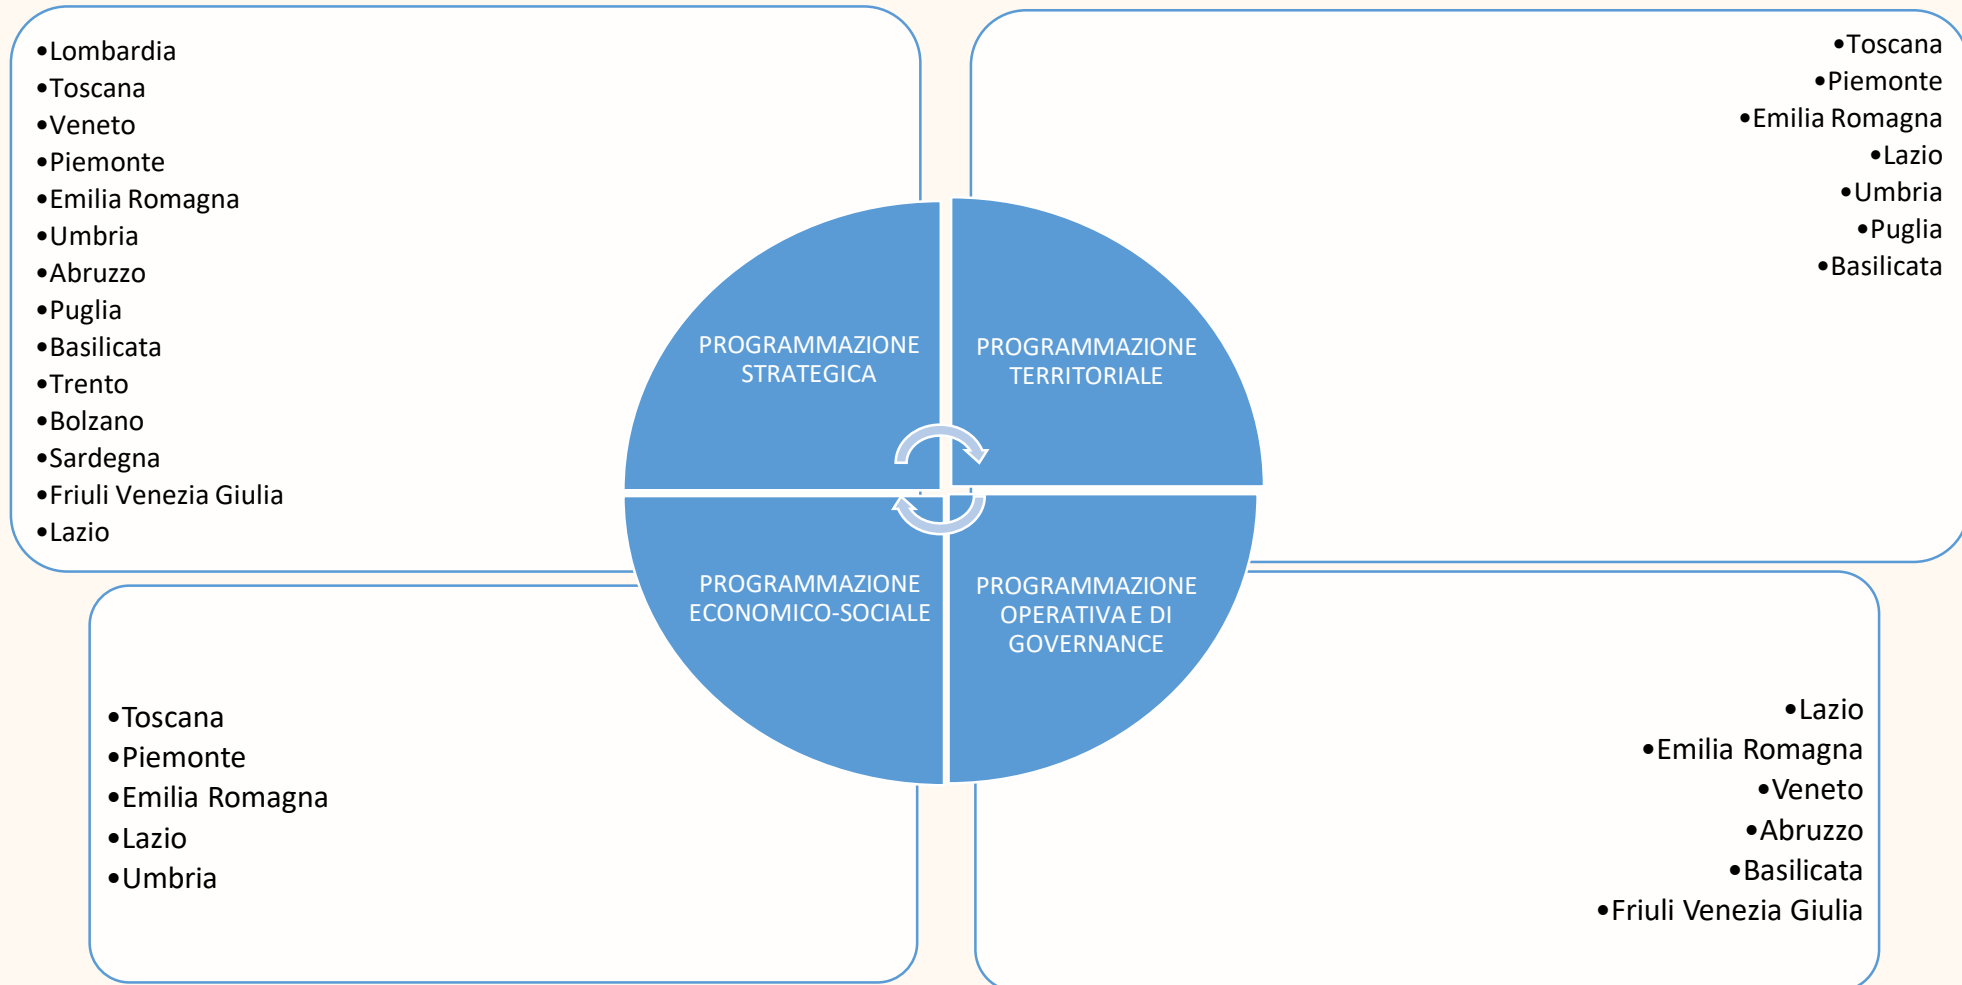 •Lombardia
•Toscana
•Veneto
•Piemonte
•Emilia Romagna
•Umbria
•Abruzzo
•Puglia
•Basilicata
•Trento
•Bolzano
•Sardegna
•Friuli Venezia Giulia
•Lazio
•Toscana
•Piemonte
•Emilia Romagna
•Lazio
•Umbria
•Puglia
•Basilicata
PROGRAMMAZIONE
STRATEGICA
PROGRAMMAZIONE
TERRITORIALE
PROGRAMMAZIONE
ECONOMICO-SOCIALE
PROGRAMMAZIONE
OPERATIVA E DI
GOVERNANCE
•Toscana
•Piemonte
•Emilia Romagna
•Lazio
•Umbria
•Lazio
•Emilia Romagna
•Veneto
•Abruzzo
•Basilicata
•Friuli Venezia Giulia